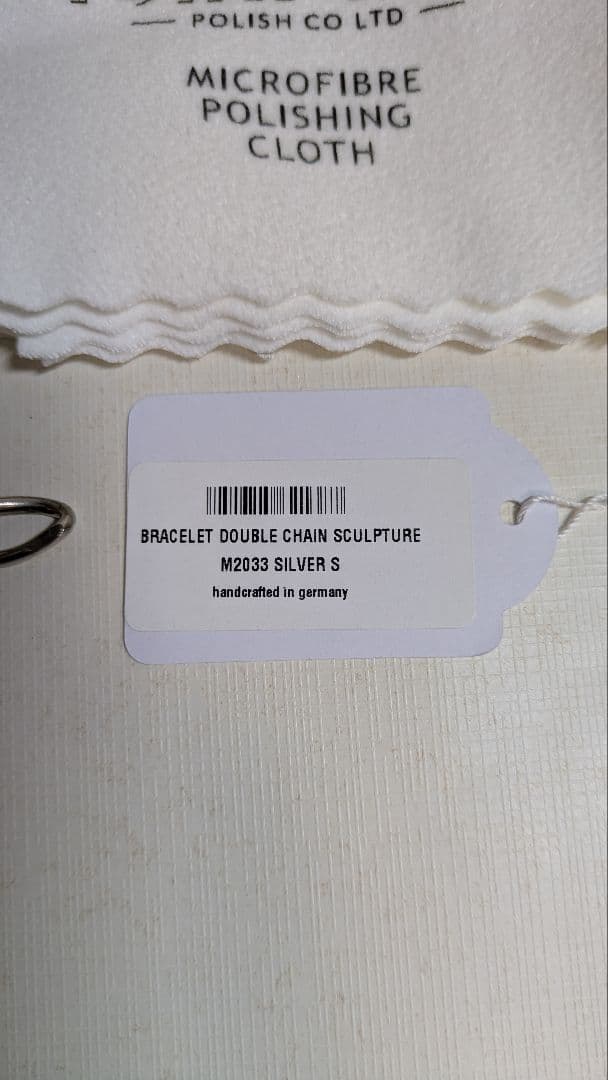 POLISH CO LTD
MICROFIBRE
POLISHING
CLOTH
BRACELET DOUBLE CHAIN SCULPTURE
M2033 SILVER S
handcrafted in germany